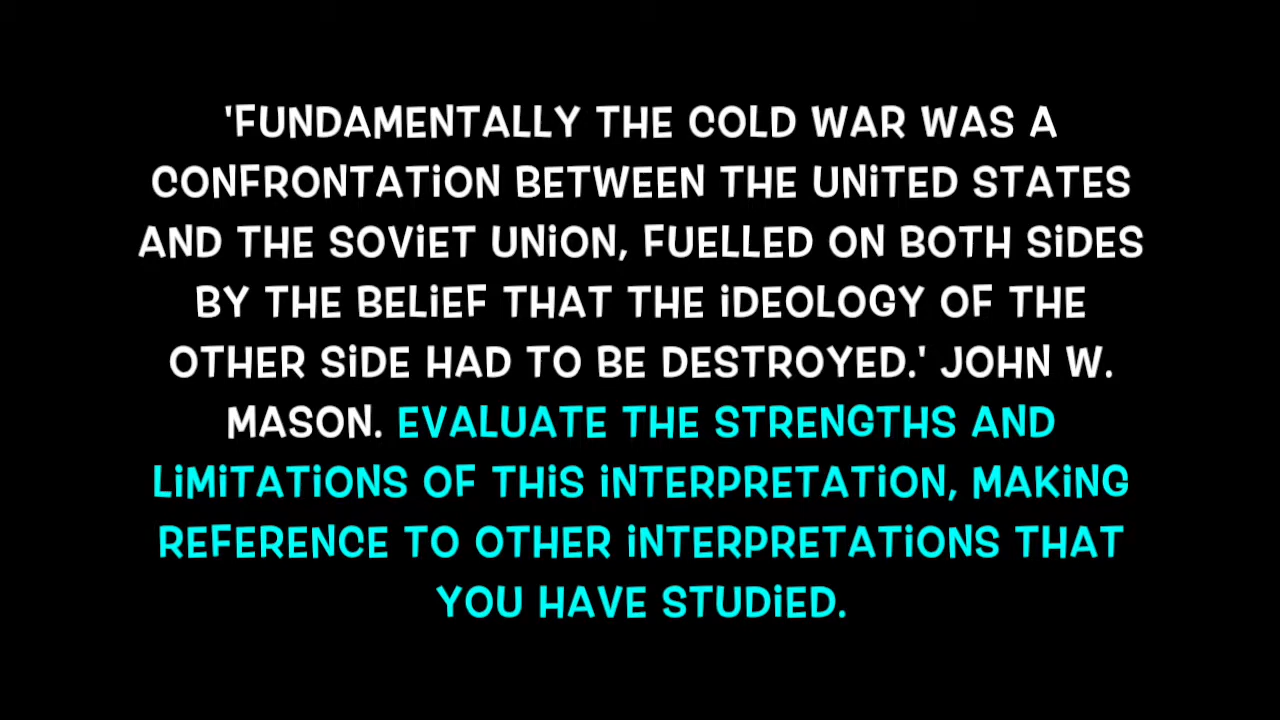 'FUNDAMENTALLY THE COLD WAR WAS A
CONFRONTATiON BETWEEN THE UNiTED STATES
AND THE SOViET UNiON, FUELLED ON BOTH SiDES
BY THE BELiEF THAT THE iDEOLOGY OF THE
OTHER SiDE HAD TO BE DESTROYED.' JOHN W.
MASON. EVALUATE THE STRENGTHS AND
LiMiTATiONS OF THiS iNTERPRETATiON, MAKiNG
REFERENCE TO OTHER iNTERPRETATiONS THAT
YOU HAVE STUDiED.